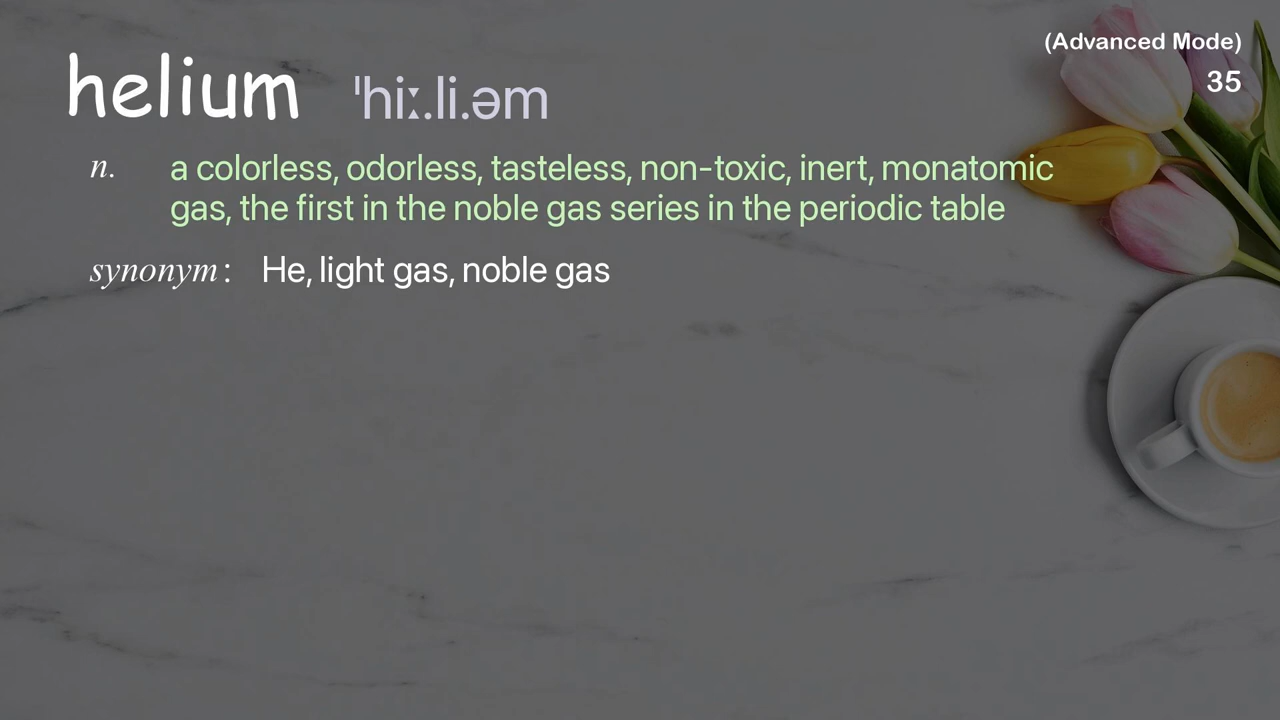 (Advanced Mode)
35
helium ˈhiː.li.əm
n. a colorless, odorless, tasteless, non-toxic, inert, monatomic
gas, the first in the noble gas series in the periodic table
synonym: He, light gas, noble gas